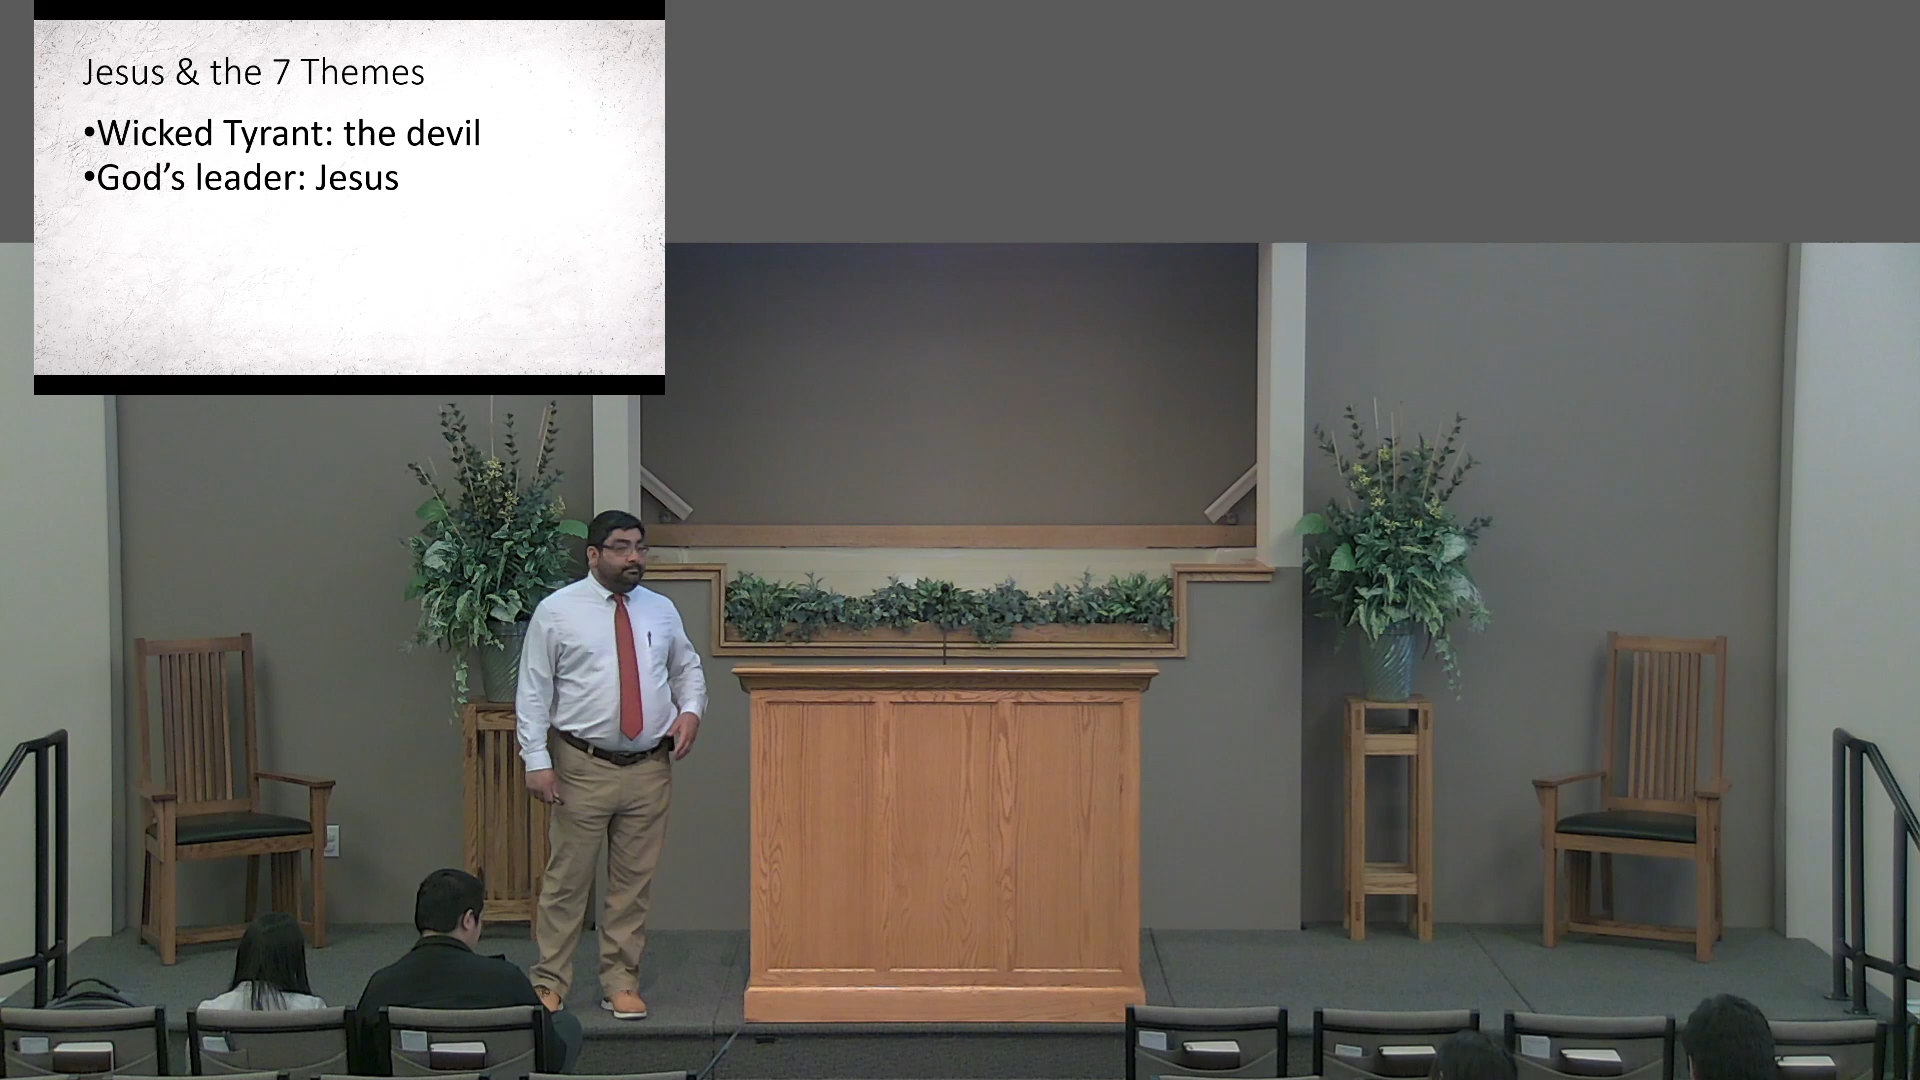 Jesus & the 7 Themes
•Wicked Tyrant: the devil
•God’s leader: Jesus